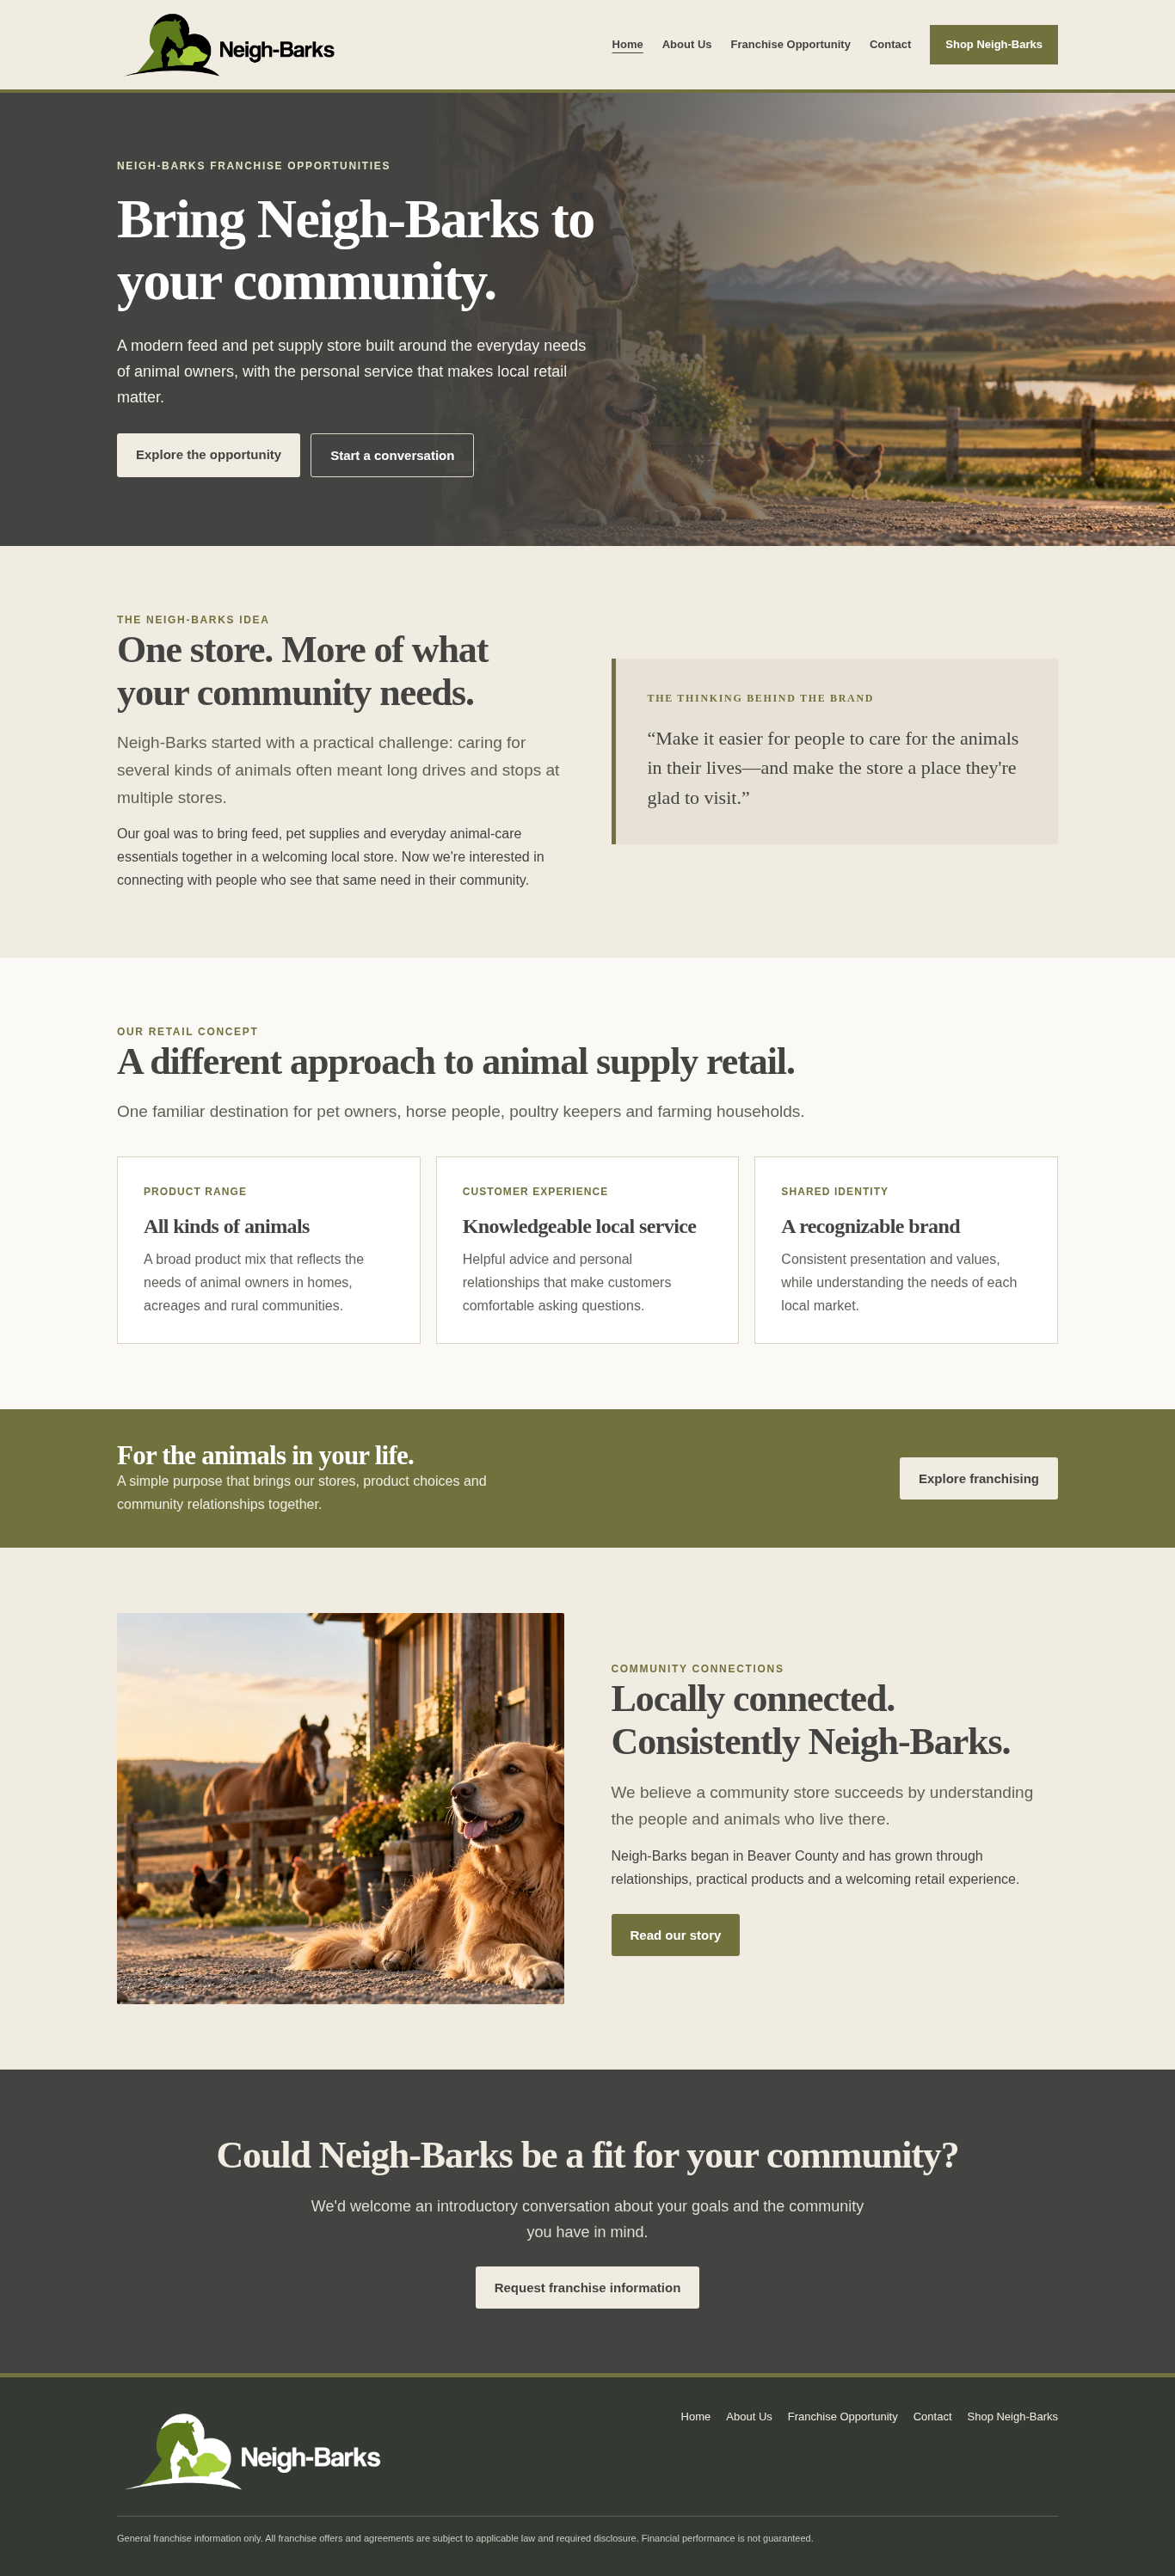 Neigh-Barks
Home About Us Franchise Opportunity Contact Shop Neigh-Barks
NEIGH-BARKS FRANCHISE OPPORTUNITIES
Bring Neigh-Barks to
your community.
A modern feed and pet supply store built around the everyday needs
of animal owners, with the personal service that makes local retail
matter.
Explore the opportunity Start a conversation
THE NEIGH-BARKS IDEA
One store. More of what
your community needs.
Neigh-Barks started with a practical challenge: caring for
several kinds of animals often meant long drives and stops at
multiple stores.
Our goal was to bring feed, pet supplies and everyday animal-care
essentials together in a welcoming local store. Now we're interested in
connecting with people who see that same need in their community.
THE THINKING BEHIND THE BRAND
“Make it easier for people to care for the animals
in their lives—and make the store a place they're
glad to visit.”
OUR RETAIL CONCEPT
A different approach to animal supply retail.
One familiar destination for pet owners, horse people, poultry keepers and farming households.
PRODUCT RANGE
All kinds of animals
A broad product mix that reflects the
needs of animal owners in homes,
acreages and rural communities.
CUSTOMER EXPERIENCE
Knowledgeable local service
Helpful advice and personal
relationships that make customers
comfortable asking questions.
SHARED IDENTITY
A recognizable brand
Consistent presentation and values,
while understanding the needs of each
local market.
For the animals in your life.
A simple purpose that brings our stores, product choices and
community relationships together.
Explore franchising
COMMUNITY CONNECTIONS
Locally connected.
Consistently Neigh-Barks.
We believe a community store succeeds by understanding
the people and animals who live there.
Neigh-Barks began in Beaver County and has grown through
relationships, practical products and a welcoming retail experience.
Read our story
Could Neigh-Barks be a fit for your community?
We'd welcome an introductory conversation about your goals and the community
you have in mind.
Request franchise information
Neigh-Barks
Home About Us Franchise Opportunity Contact Shop Neigh-Barks
General franchise information only. All franchise offers and agreements are subject to applicable law and required disclosure. Financial performance is not guaranteed.